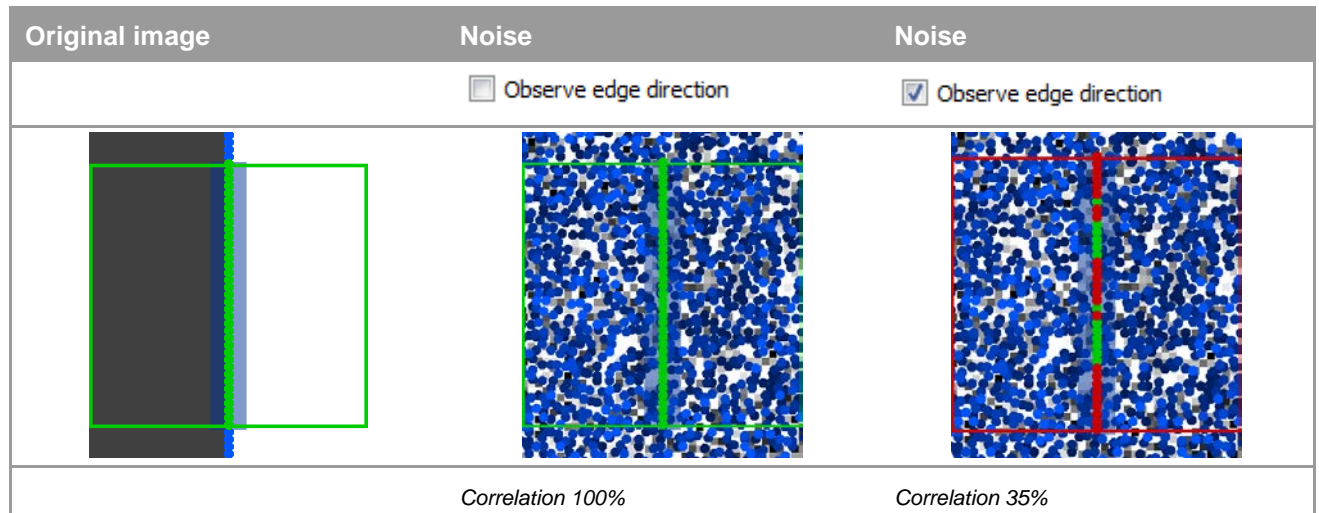 Original image Noise Noise
Observe edge direction Observe edge direction
Correlation 100% Correlation 35%